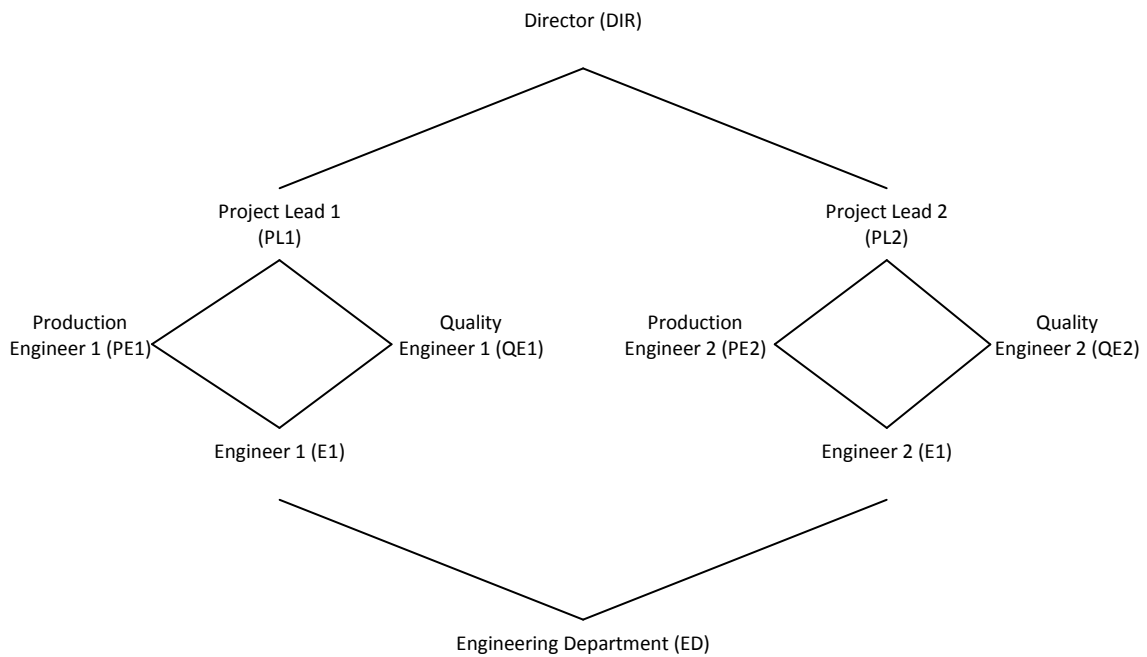 Director (DIR)
Project Lead 1
(PL1)
Project Lead 2
(PL2)
Production
Engineer 1 (PE1)
Quality
Engineer 1 (QE1)
Production
Engineer 2 (PE2)
Quality
Engineer 2 (QE2)
Engineer 1 (E1)
Engineer 2 (E1)
Engineering Department (ED)